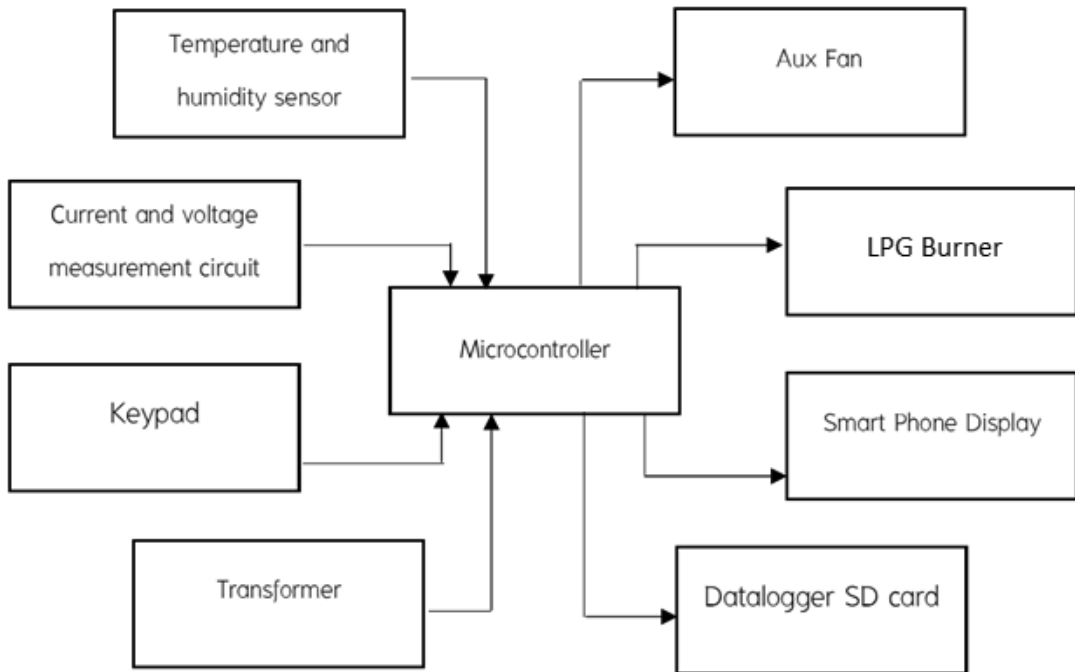 Temperature and
humidity sensor
Aux Fan
Current and voltage
measurement circuit
LPG Burner
Microcontroller
Keypad
Smart Phone Display
Transformer
Datalogger SD card